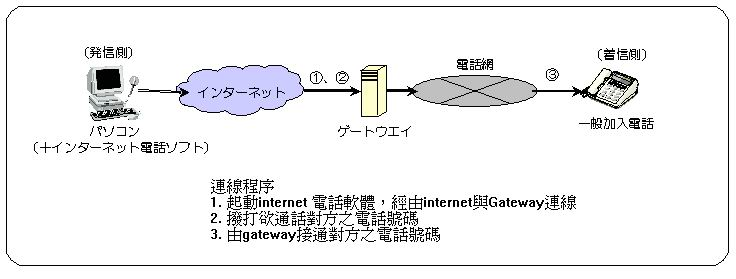 （発信側）
パソコン
（＋インターネット電話ソフト）
インターネット
①、②
ゲートウエイ
電話網
③
（着信側）
一般加入電話
連線程序
1. 起動internet 電話軟體，經由internet與Gateway連線
2. 撥打欲通話對方之電話號碼
3. 由gateway接通對方之電話號碼